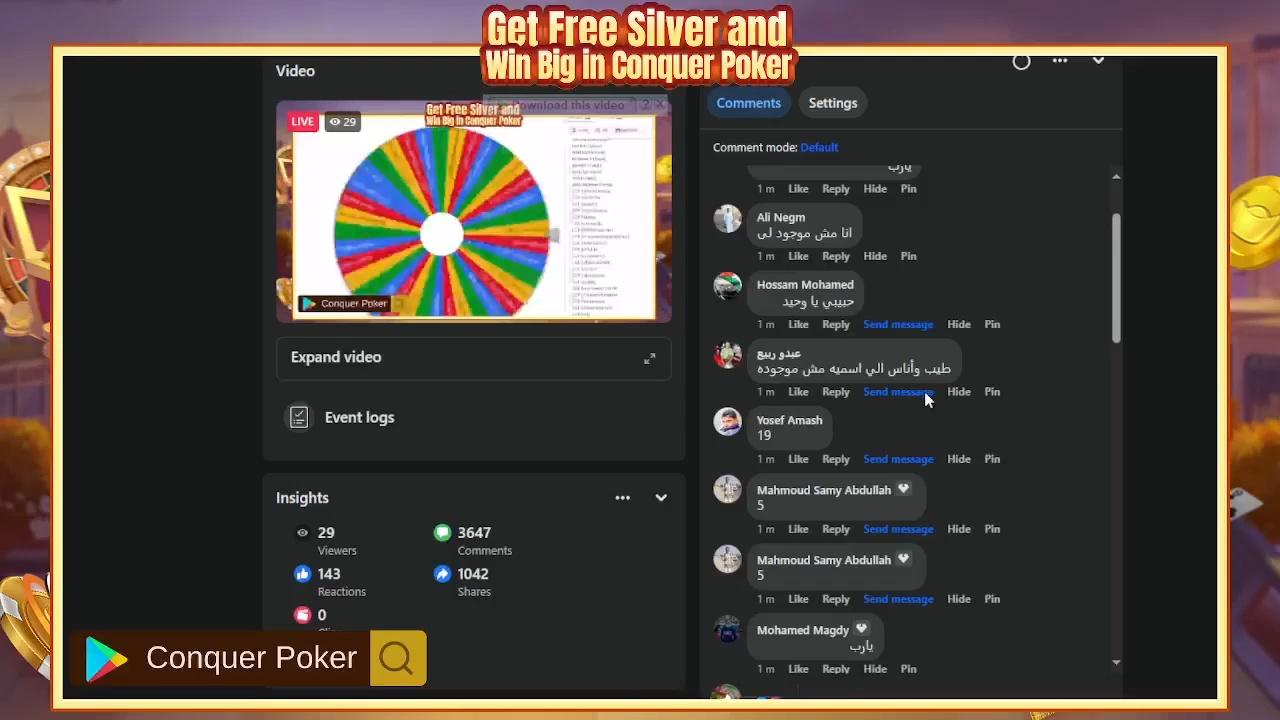 Get Free Silver and
Win Big in Conquer Poker
Video
Download this video
?
LIVE
29
Get Free Silver and
Win Big in Conquer Poker
Conquer Poker
Expand video
Event logs
Insights
29
Viewers
3647
Comments
143
Reactions
1042
Shares
0
Conquer Poker
Comments
Settings
Comment mode: Default
يارب
Like Reply Hide Pin
Ali Negm
انا مش موجود لي
Like Reply Hide Pin
Hossam Mohamed
حبيبي يا وحيد
1 m Like Reply Send message Hide Pin
عبدو ربيع
طيب وأناس الي اسميه مش موجودة
1 m Like Reply Send message Hide Pin
Yosef Amash
19
1 m Like Reply Send message Hide Pin
Mahmoud Samy Abdullah
5
1 m Like Reply Send message Hide Pin
Mahmoud Samy Abdullah
5
1 m Like Reply Send message Hide Pin
Mohamed Magdy
يارب
1 m Like Reply Hide Pin